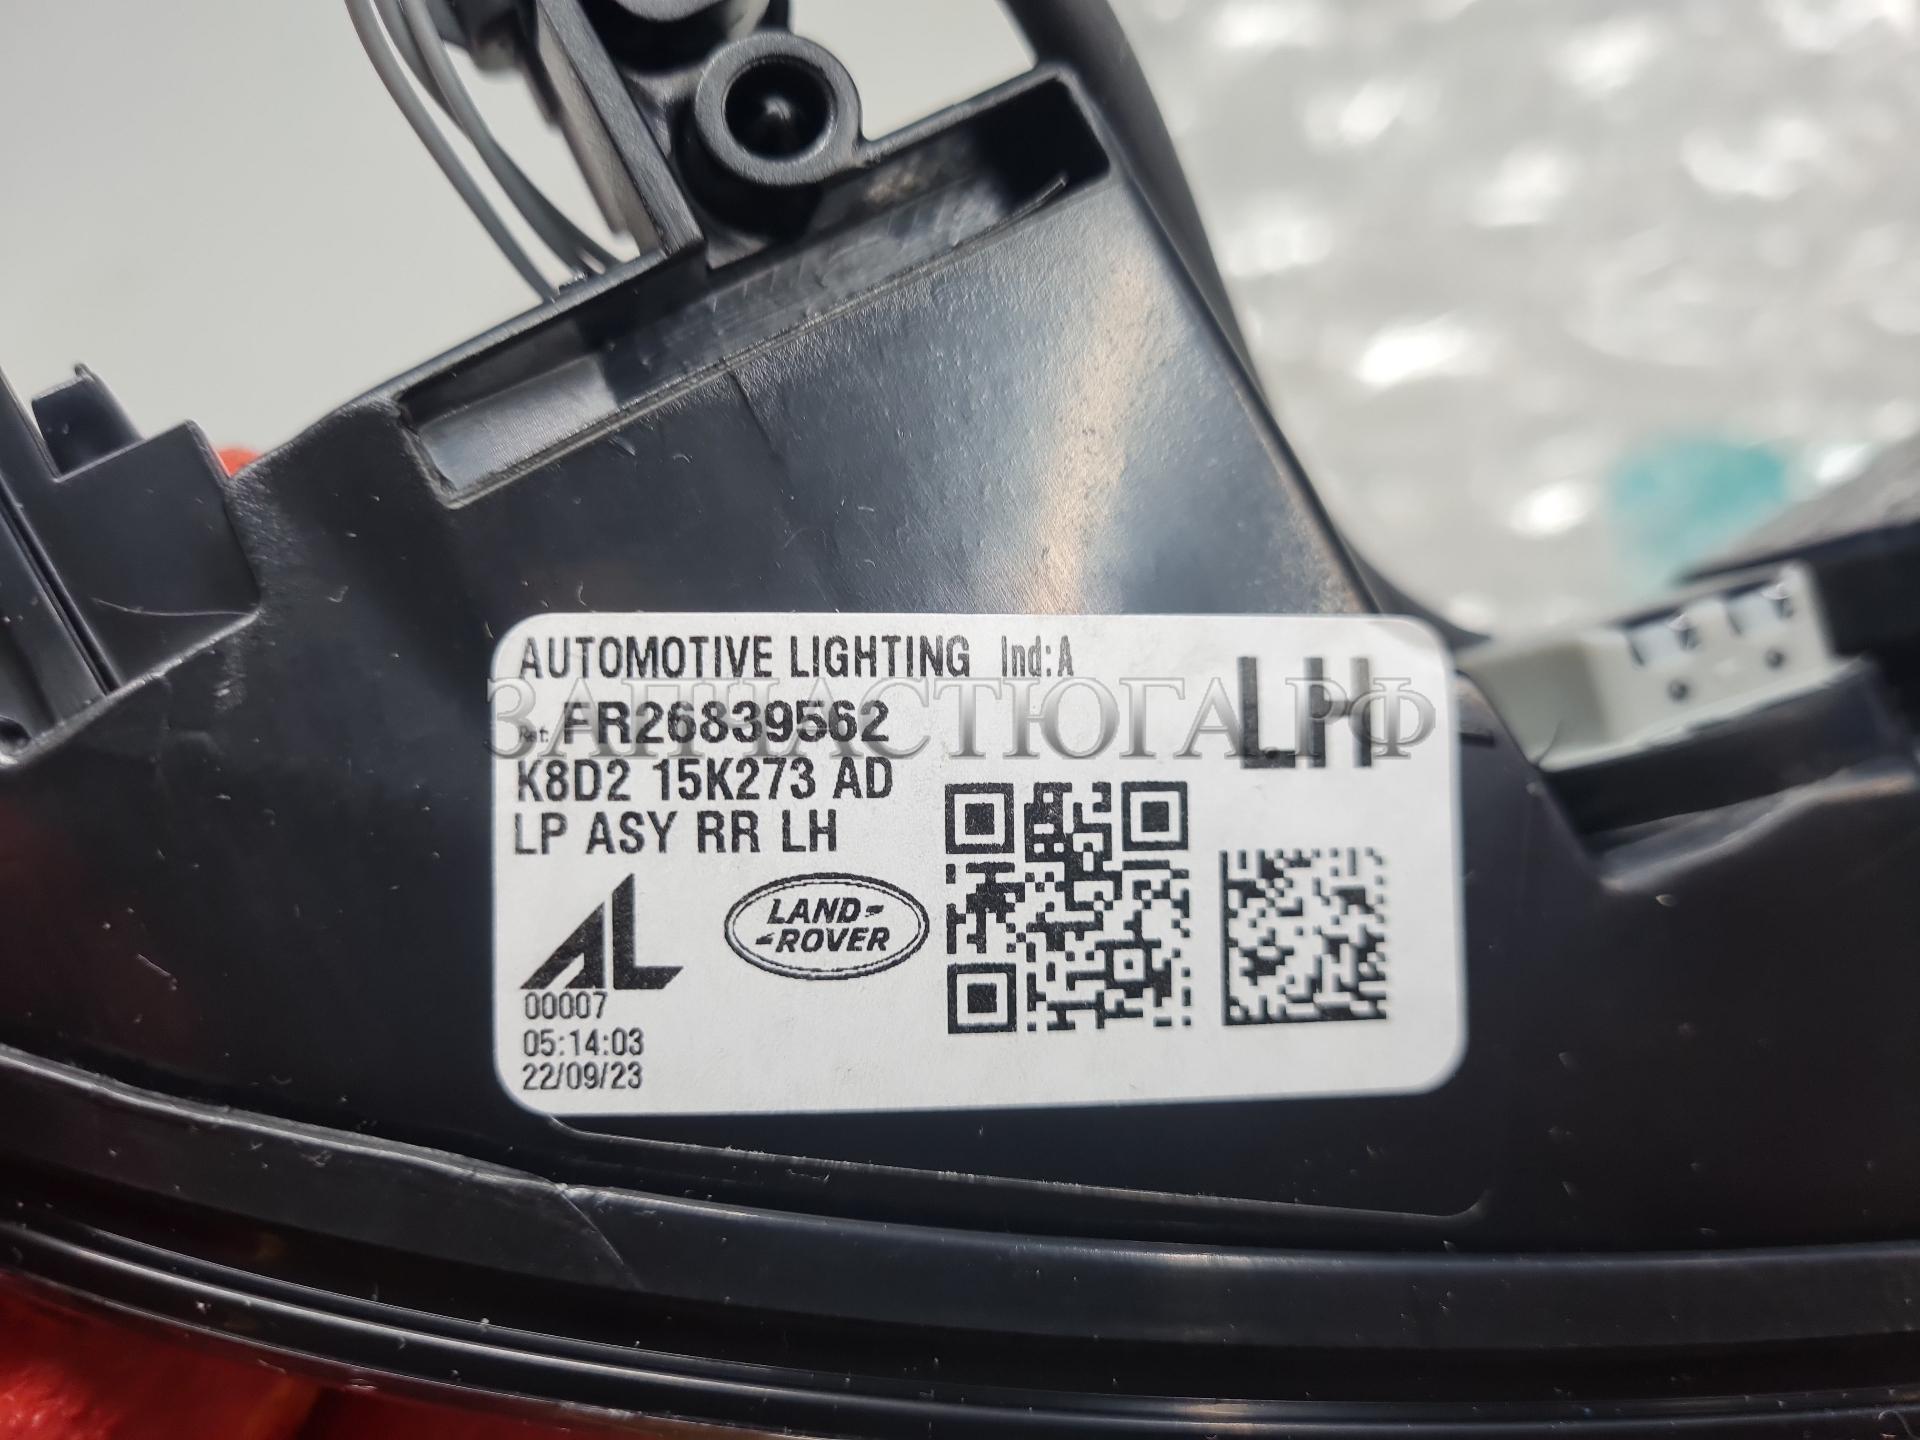 AUTOMOTIVE LIGHTING Ind:A
LH
Ref: FR26839562
ЗАПЧАСТЮГА.РФ
K8D2 15K273 AD
LP ASY RR LH
AL
LAND-
-ROVER
00007
05:14:03
22/09/23